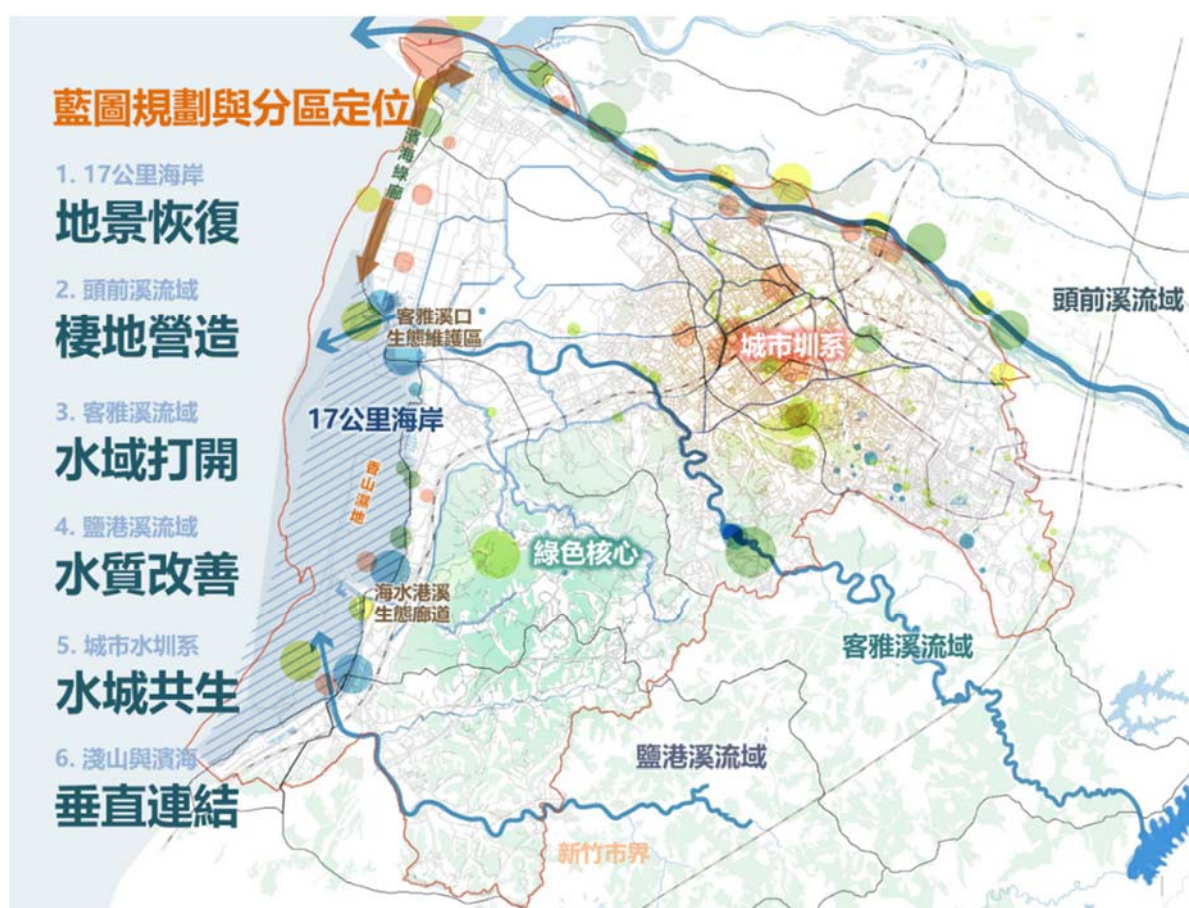 藍圖規劃與分區定位
1. 17公里海岸
地景恢復
2. 頭前溪流域
棲地營造
3. 客雅溪流域
水域打開
4. 鹽港溪流域
水質改善
5. 城市水圳系
水城共生
6. 淺山與濱海
垂直連結
濱海綠廊
客雅溪口
生態維護區
17公里海岸
香山濕地
海水港溪
生態廊道
綠色核心
城市圳系
頭前溪流域
客雅溪流域
鹽港溪流域
新竹市界